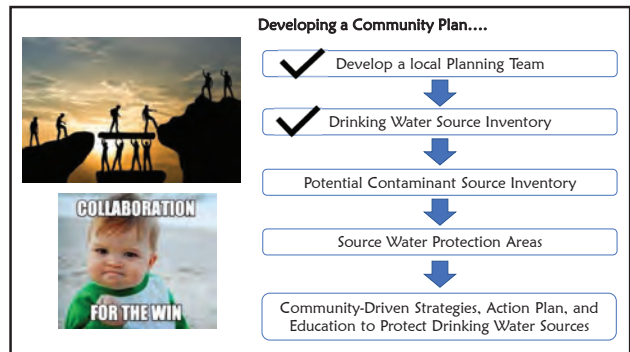 Developing a Community Plan....
Develop a local Planning Team
Drinking Water Source Inventory
Potential Contaminant Source Inventory
Source Water Protection Areas
Community-Driven Strategies, Action Plan, and
Education to Protect Drinking Water Sources
COLLABORATION
FOR THE WIN